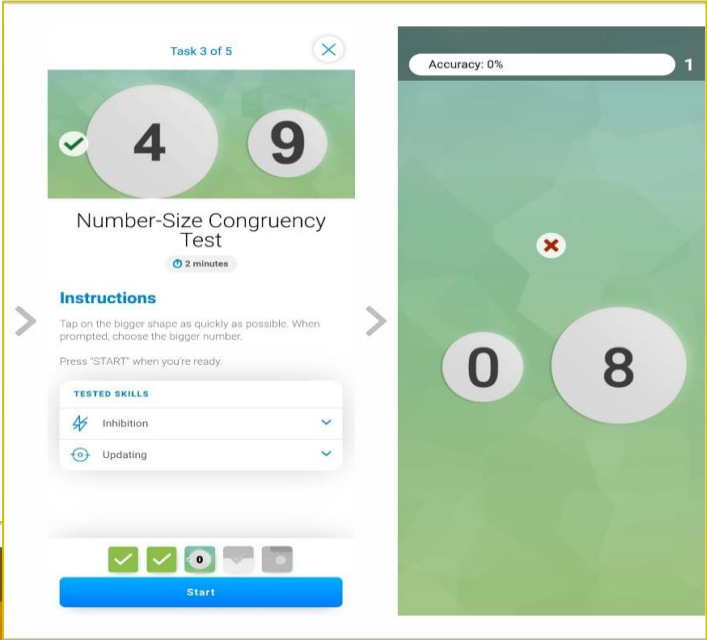 Task 3 of 5
4 9
Number-Size Congruency
Test
2 minutes
Instructions
Tap on the bigger shape as quickly as possible. When
prompted, choose the bigger number.
Press "START" when you're ready.
TESTED SKILLS
Inhibition
Updating
0
Start
Accuracy: 0% 1
0 8